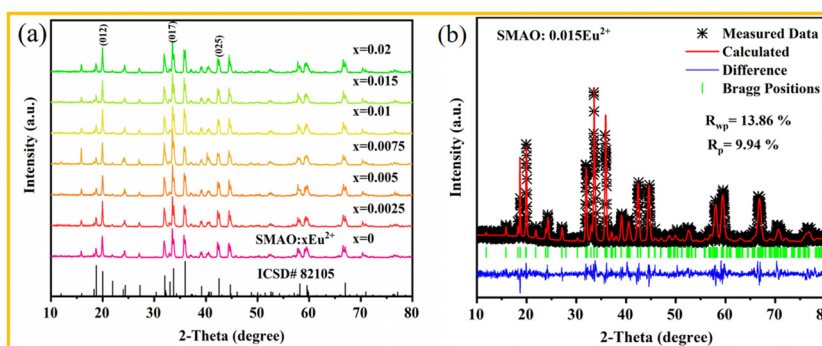 (a)
(012)
(017)
(025)
x=0.02
x=0.015
x=0.01
x=0.0075
x=0.005
x=0.0025
SMAO:xEu²⁺
x=0
ICSD# 82105
Intensity (a.u.)
10 20 30 40 50 60 70 80
2-Theta (degree)
(b)
SMAO: 0.015Eu²⁺
Measured Data
Calculated
Difference
Bragg Positions
Rwp= 13.86 %
Rp= 9.94 %
Intensity (a.u.)
10 20 30 40 50 60 70 80
2-Theta (degree)